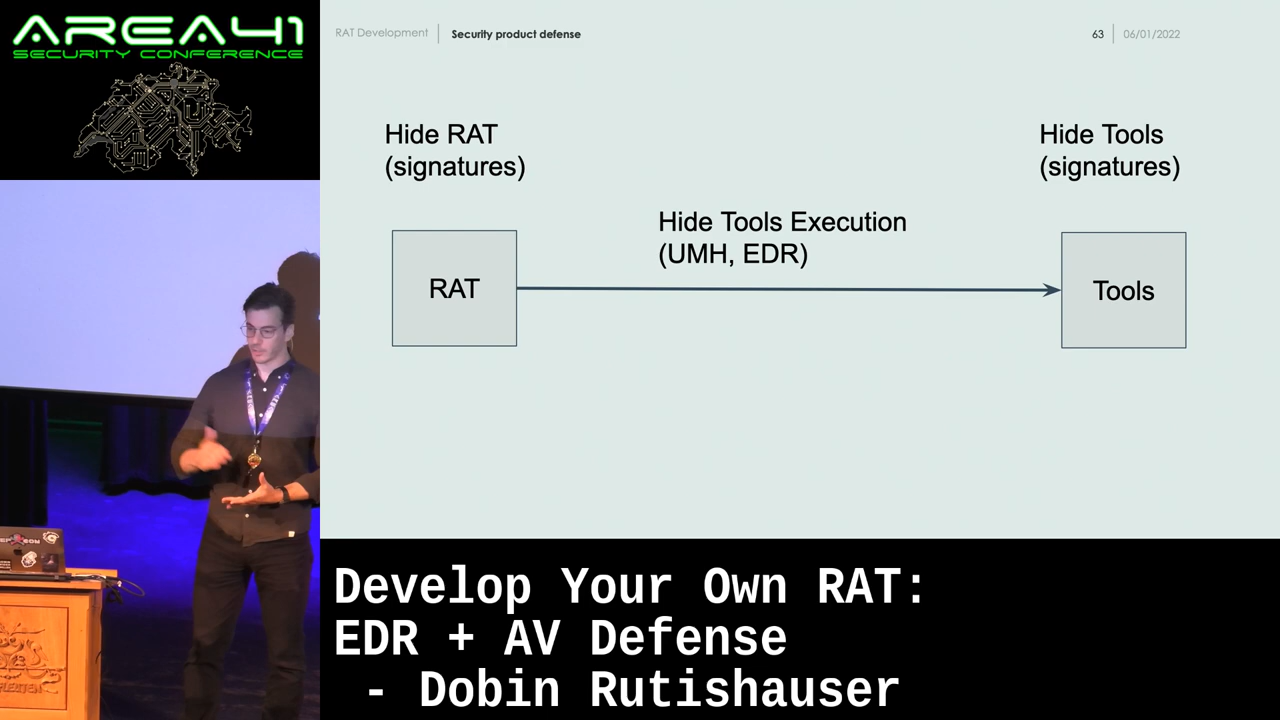 AREA41
SECURITY CONFERENCE
RAT Development
Security product defense
63
06/01/2022
Hide RAT
(signatures)
Hide Tools
(signatures)
Hide Tools Execution
(UMH, EDR)
RAT
Tools
Develop Your Own RAT:
EDR + AV Defense
- Dobin Rutishauser